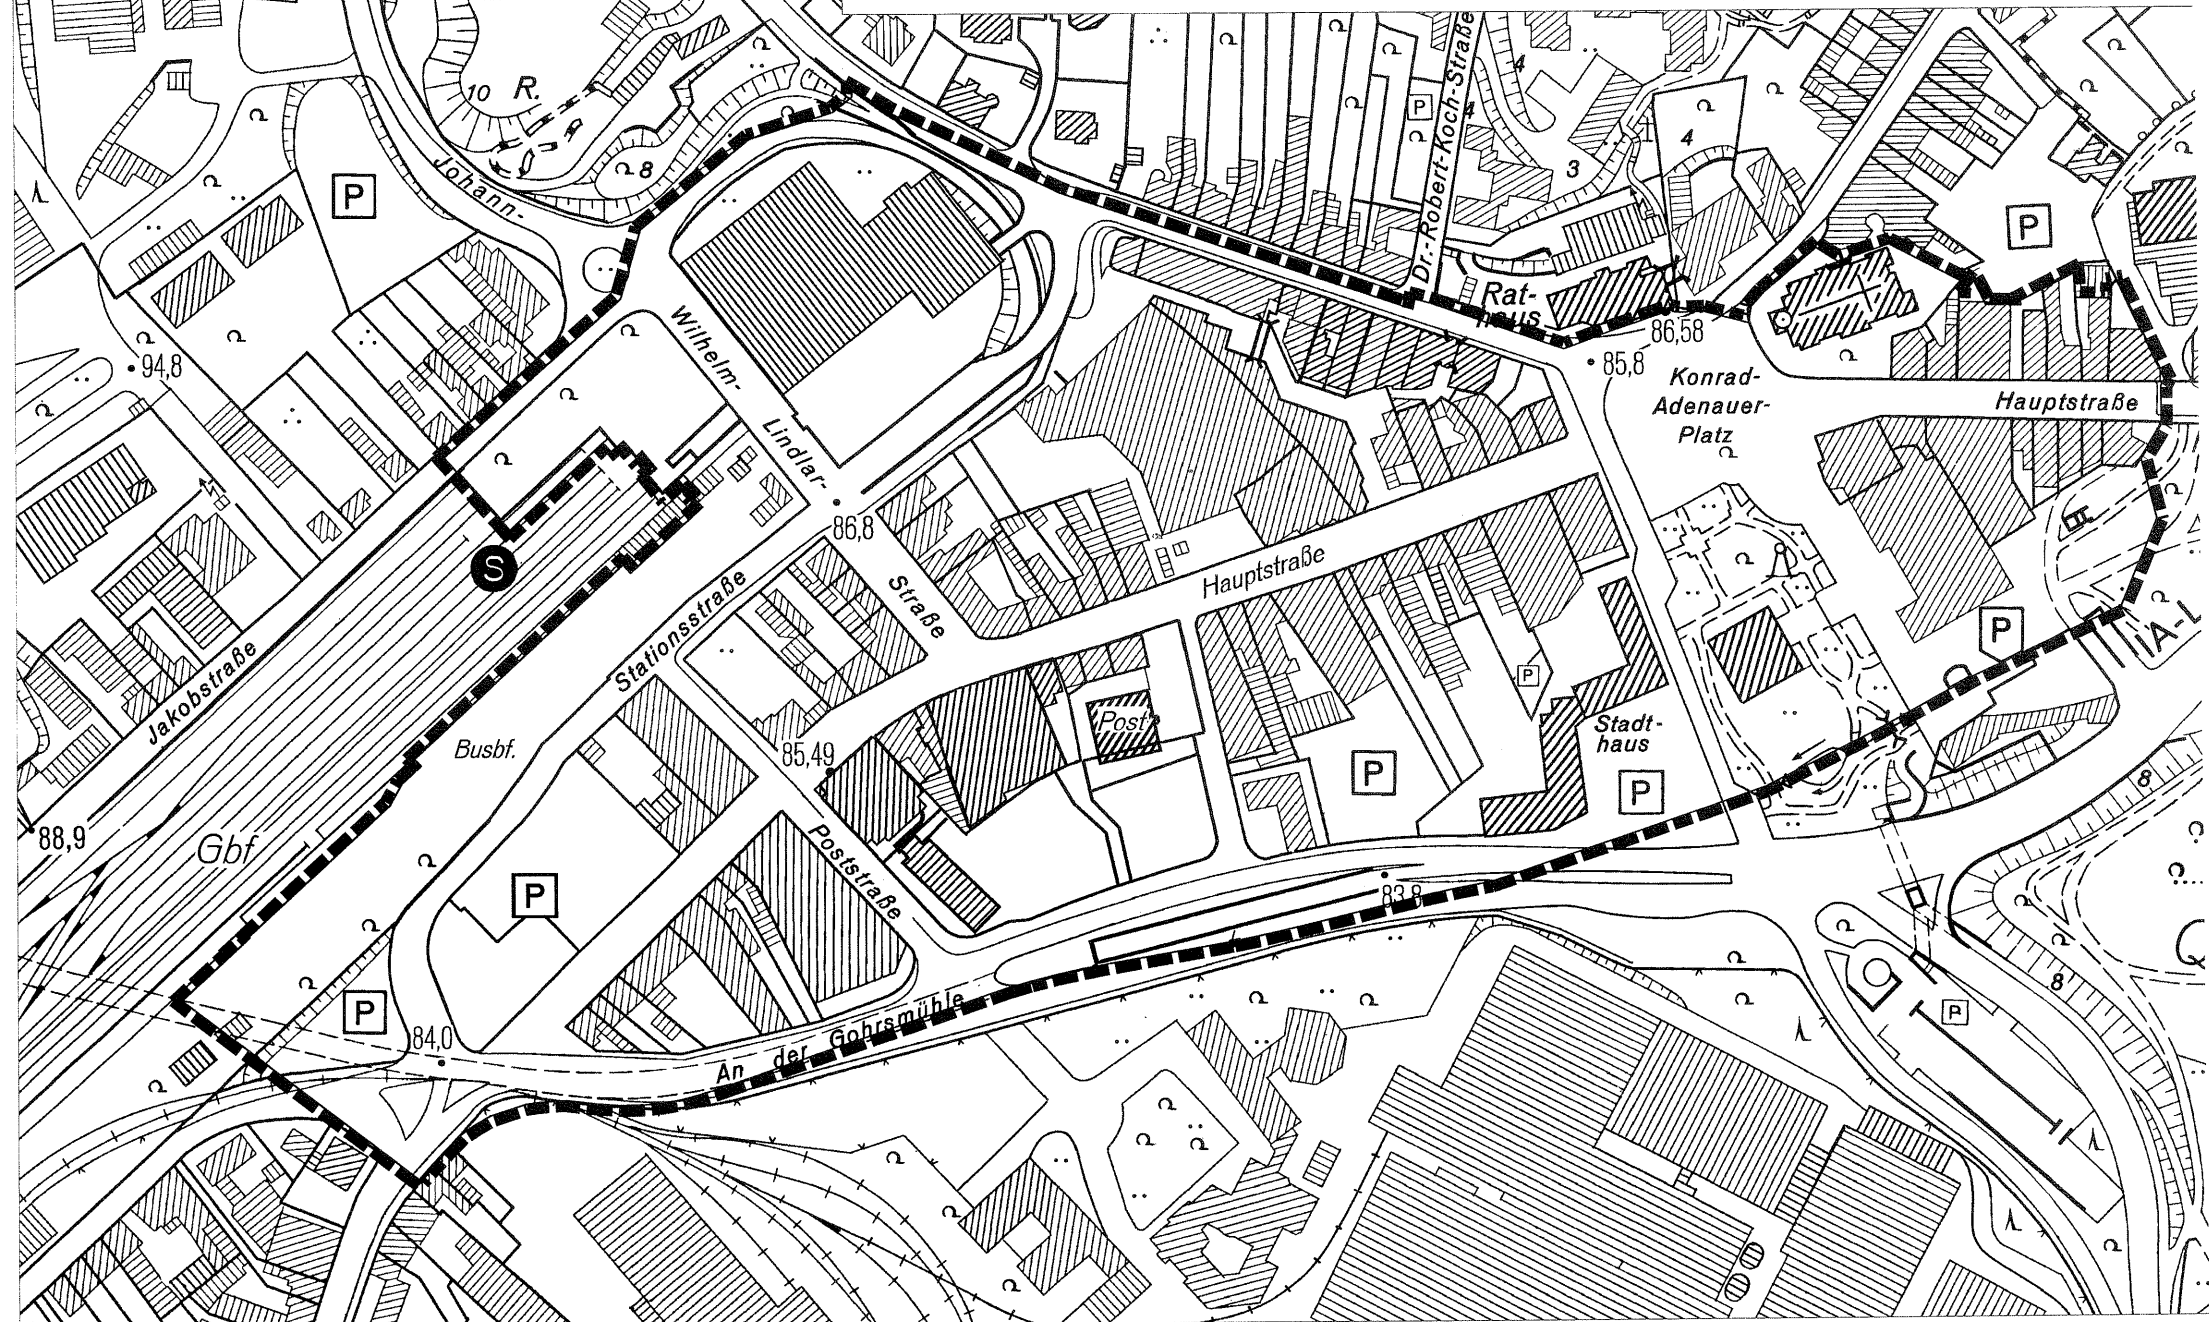 10 R.
8
Johann-
P
P
4
Dr.-Robert-Koch-Straße
4
1
4
3
P
Rat-
haus
86,58
85,8
Konrad-
Adenauer-
Platz
Hauptstraße
94,8
Wilhelm-
Lindlar-
Straße
86,8
S
Hauptstraße
Stationsstraße
Jakobstraße
P
P
A-L
Post
Stadt-
haus
Busbf.
85,49
P
P
8
88,9
Gbf
Poststraße
P
83,8
8
P
P
84,0
An der Gohrsmühle